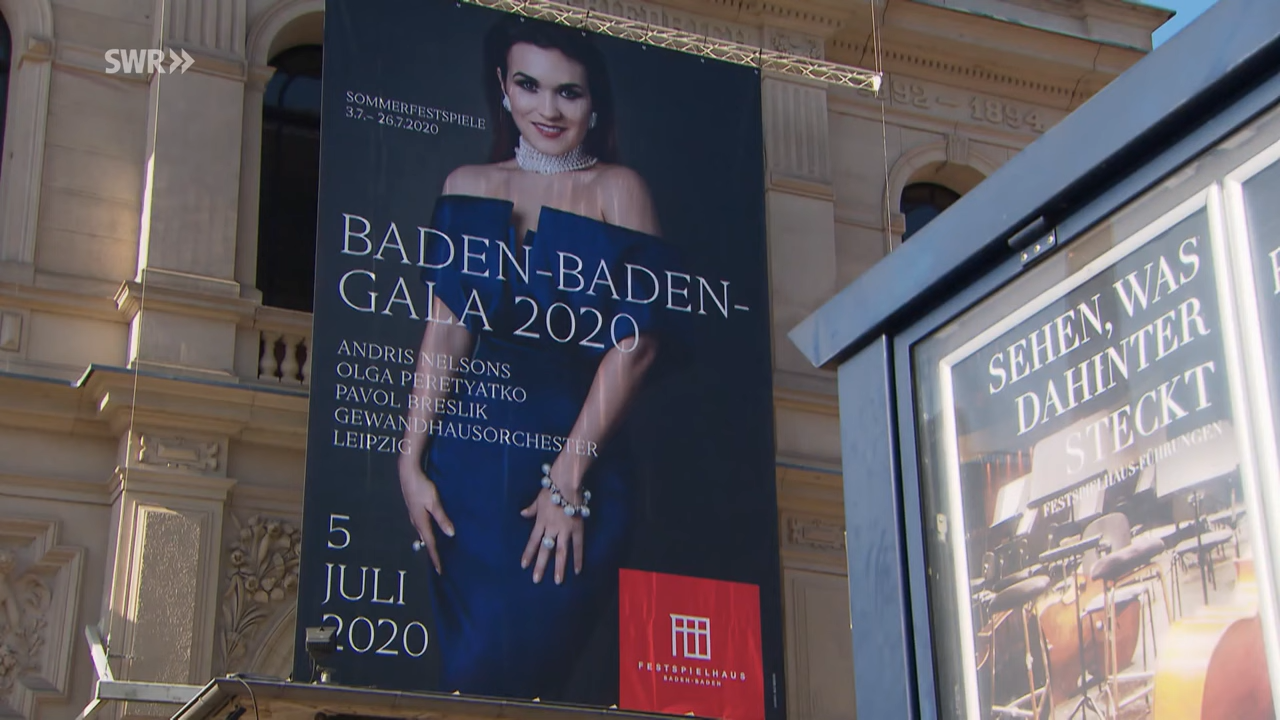 SWR
SOMMERFESTSPIELE
3.7.– 26.7.2020
BADEN-BADEN-
GALA 2020
ANDRIS NELSONS
OLGA PERETYATKO
PAVOL BRESLIK
GEWANDHAUSORCHESTER
LEIPZIG
5
JULI
2020
FESTSPIELHAUS
BADEN-BADEN
92 – 1894
SEHEN, WAS
DAHINTER
STECKT
FESTSPIELHAUS-FÜHRUNGEN